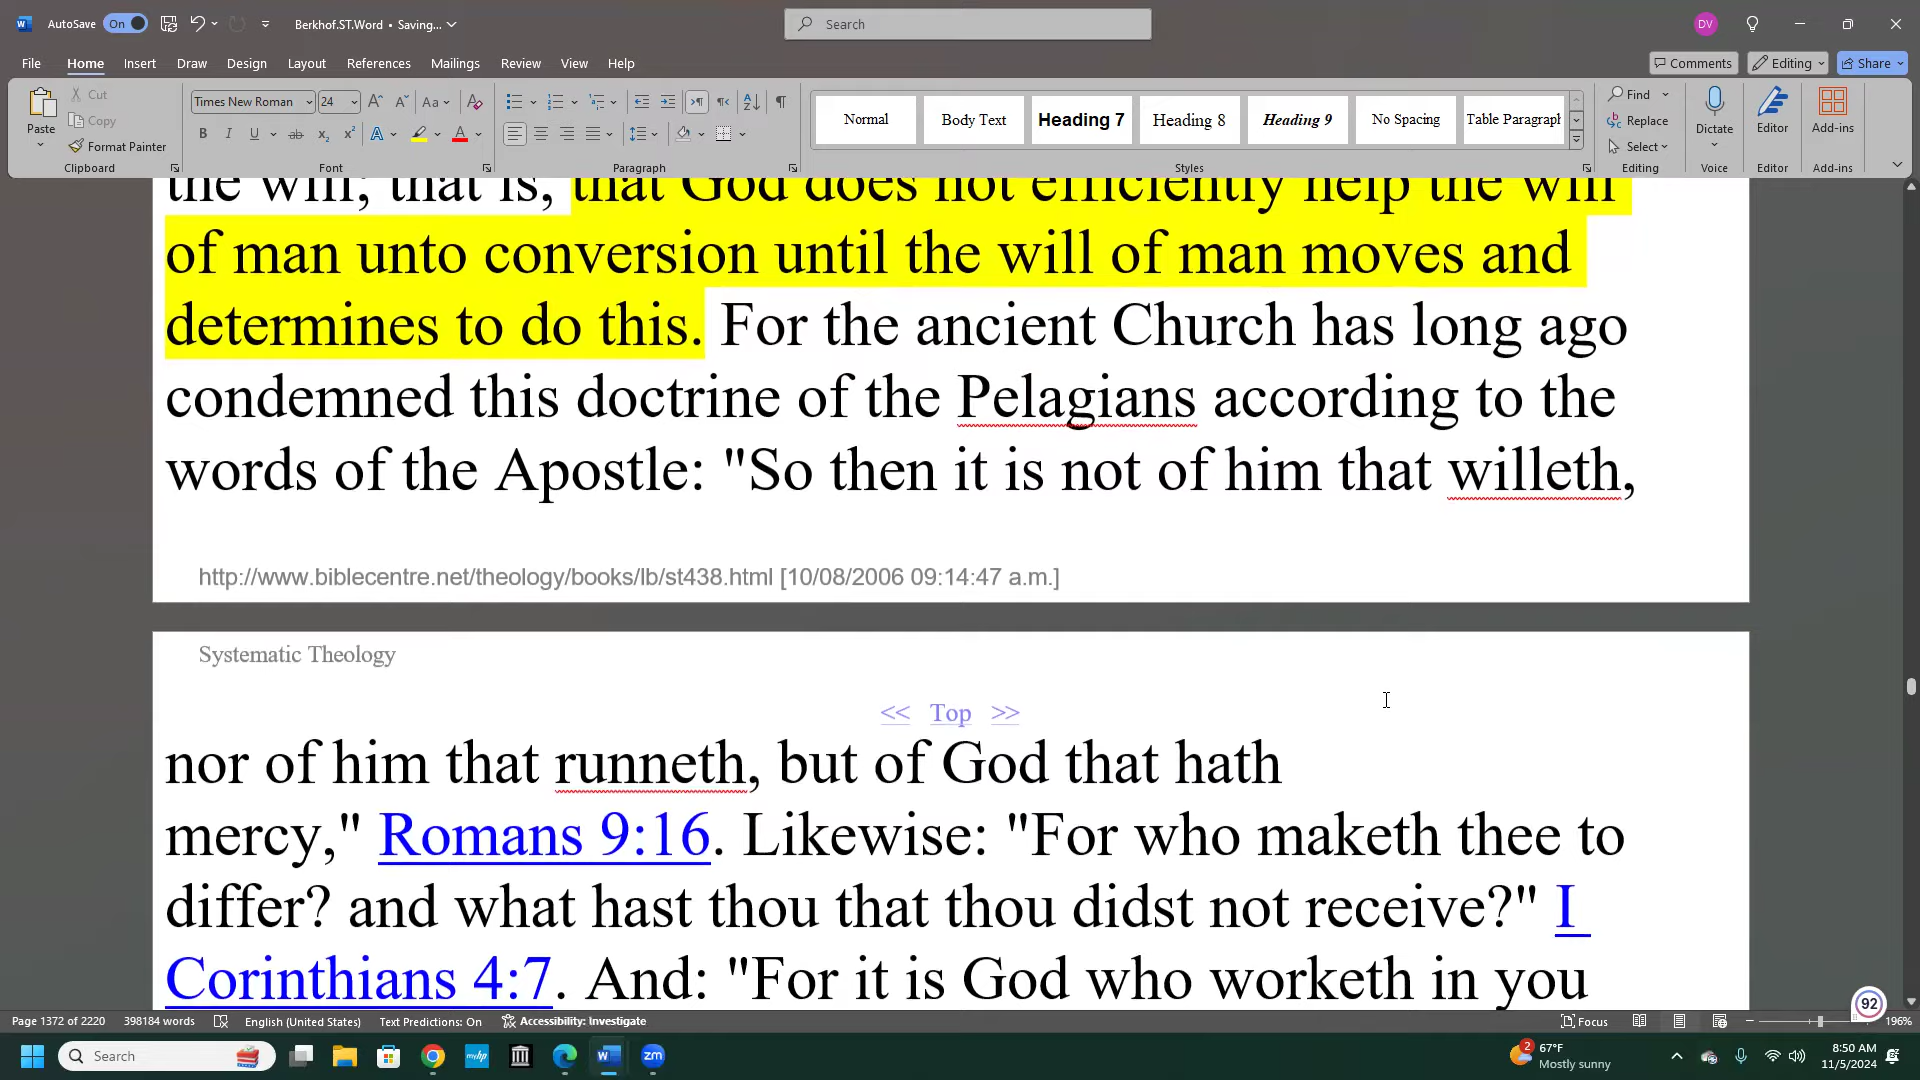 AutoSave On Berkhof.ST.Word • Saving... Search DV
File Home Insert Draw Design Layout References Mailings Review View Help Comments Editing Share
Paste Cut Copy Format Painter Clipboard
Times New Roman 24 Font
Paragraph
Normal Body Text Heading 7 Heading 8 Heading 9 No Spacing Table Paragraph Styles
Find Replace Select Editing
Dictate Voice
Editor Editor
Add-ins Add-ins
the will; that is, that God does not efficiently help the will
of man unto conversion until the will of man moves and
determines to do this. For the ancient Church has long ago
condemned this doctrine of the Pelagians according to the
words of the Apostle: "So then it is not of him that willeth,
http://www.biblecentre.net/theology/books/lb/st438.html [10/08/2006 09:14:47 a.m.]
Systematic Theology
<< Top >>
nor of him that runneth, but of God that hath
mercy," Romans 9:16. Likewise: "For who maketh thee to
differ? and what hast thou that thou didst not receive?" I
Corinthians 4:7. And: "For it is God who worketh in you
92
Page 1372 of 2220 398184 words English (United States) Text Predictions: On Accessibility: Investigate Focus 196%
Search myhp zm 2 67°F Mostly sunny 8:50 AM 11/5/2024